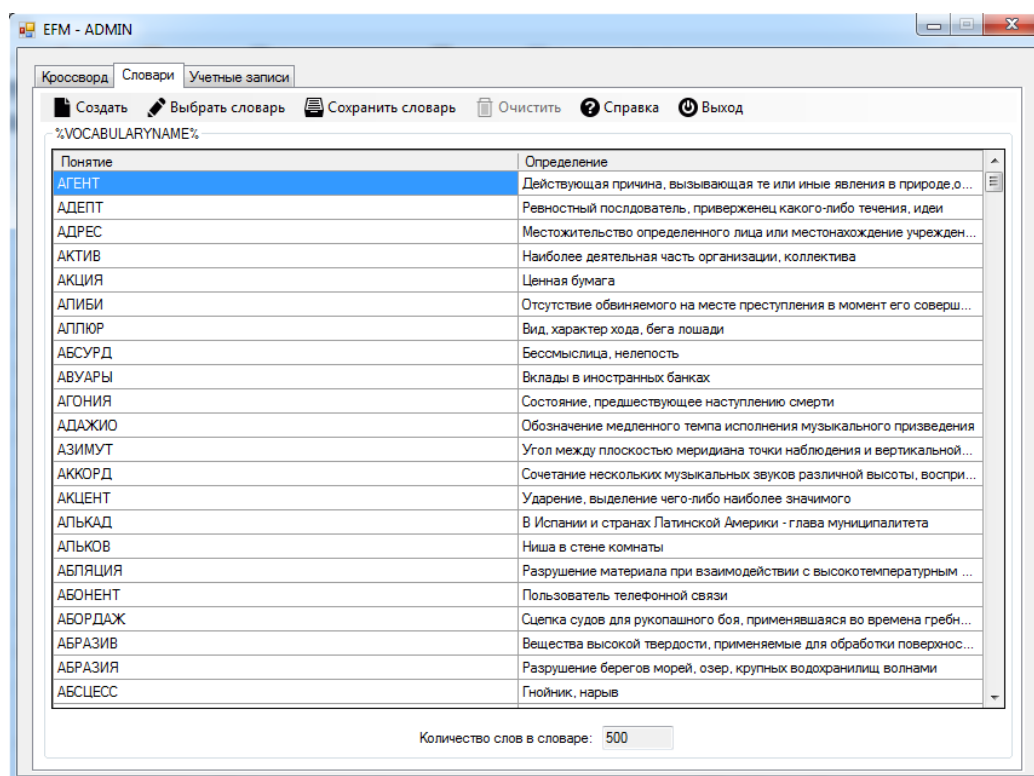 EFM - ADMIN
Кроссворд Словари Учетные записи
Создать Выбрать словарь Сохранить словарь Очистить Справка Выход
%VOCABULARYNAME%
Понятие Определение
АГЕНТ Действующая причина, вызывающая те или иные явления в природе,о...
АДЕПТ Ревностный послдователь, приверженец какого-либо течения, идеи
АДРЕС Местожительство определенного лица или местонахождение учрежден...
АКТИВ Наиболее деятельная часть организации, коллектива
АКЦИЯ Ценная бумага
АЛИБИ Отсутствие обвиняемого на месте преступления в момент его соверш...
АЛЛЮР Вид, характер хода, бега лошади
АБСУРД Бессмыслица, нелепость
АВУАРЫ Вклады в иностранных банках
АГОНИЯ Состояние, предшествующее наступлению смерти
АДАЖИО Обозначение медленного темпа исполнения музыкального призведения
АЗИМУТ Угол между плоскостью меридиана точки наблюдения и вертикальной...
АККОРД Сочетание нескольких музыкальных звуков различной высоты, воспри...
АКЦЕНТ Ударение, выделение чего-либо наиболее значимого
АЛЬКАД В Испании и странах Латинской Америки - глава муниципалитета
АЛЬКОВ Ниша в стене комнаты
АБЛЯЦИЯ Разрушение материала при взаимодействии с высокотемпературным ...
АБОНЕНТ Пользователь телефонной связи
АБОРДАЖ Сцепка судов для рукопашного боя, применявшаяся во времена гребн...
АБРАЗИВ Вещества высокой твердости, применяемые для обработки поверхнос...
АБРАЗИЯ Разрушение берегов морей, озер, крупных водохранилищ волнами
АБСЦЕСС Гнойник, нарыв
Количество слов в словаре: 500